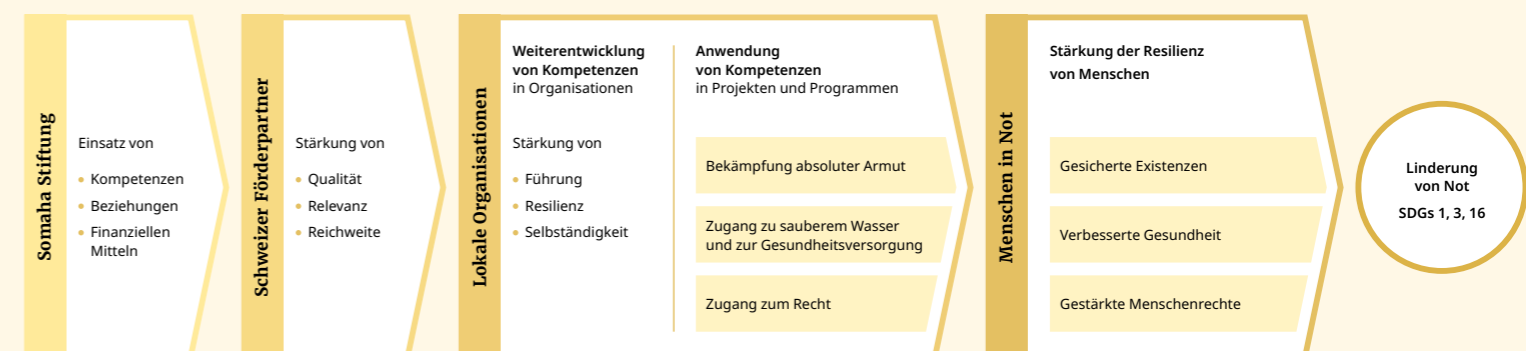 Somaha Stiftung
Einsatz von
Kompetenzen
Beziehungen
Finanziellen
Mitteln
Schweizer Förderpartner
Stärkung von
Qualität
Relevanz
Reichweite
Lokale Organisationen
Weiterentwicklung
von Kompetenzen
in Organisationen
Stärkung von
Führung
Resilienz
Selbständigkeit
Anwendung
von Kompetenzen
in Projekten und Programmen
Bekämpfung absoluter Armut
Zugang zu sauberem Wasser
und zur Gesundheitsversorgung
Zugang zum Recht
Menschen in Not
Stärkung der Resilienz
von Menschen
Gesicherte Existenzen
Verbesserte Gesundheit
Gestärkte Menschenrechte
Linderung
von Not
SDGs 1, 3, 16